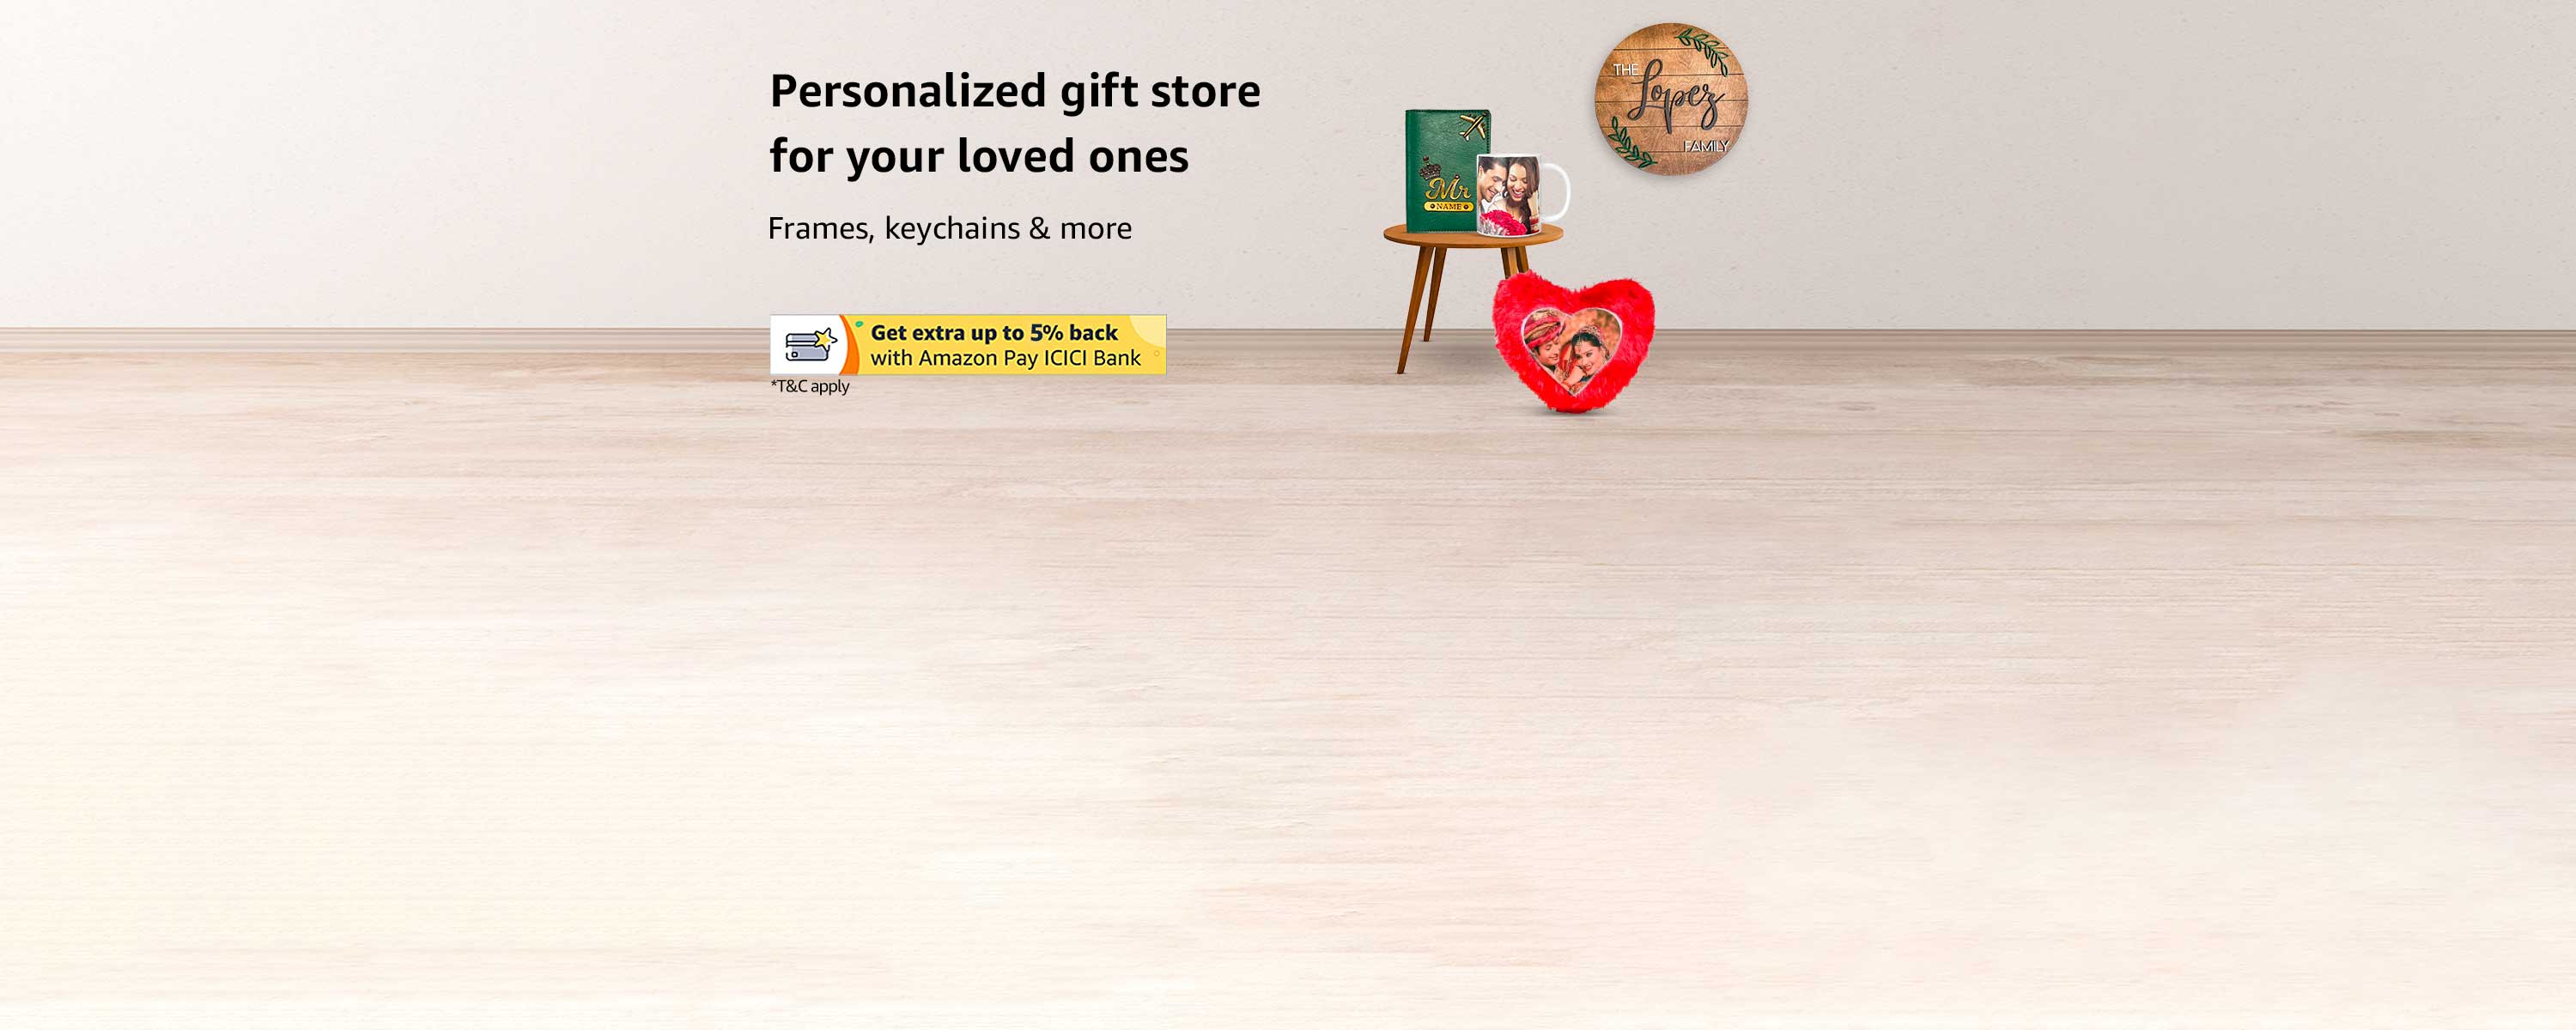 Personalized gift store
for your loved ones
Frames, keychains & more
Get extra up to 5% back
with Amazon Pay ICICI Bank
*T&C apply
Mr
NAME
THE
Lopez
FAMILY